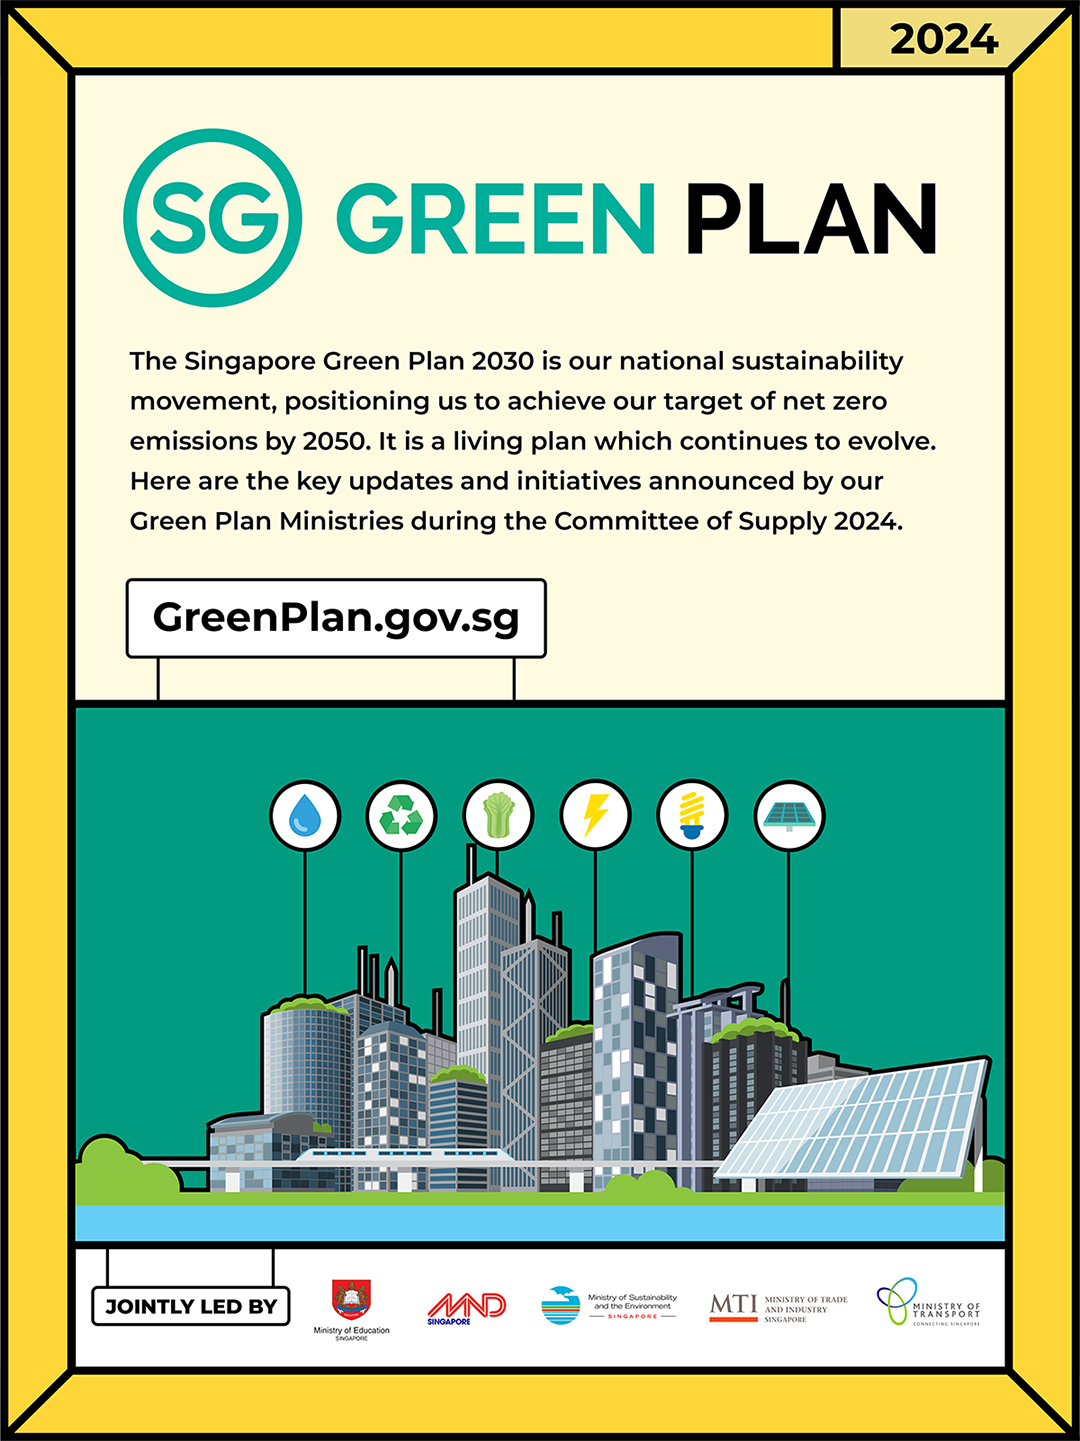 2024
SG GREEN PLAN
The Singapore Green Plan 2030 is our national sustainability
movement, positioning us to achieve our target of net zero
emissions by 2050. It is a living plan which continues to evolve.
Here are the key updates and initiatives announced by our
Green Plan Ministries during the Committee of Supply 2024.
GreenPlan.gov.sg
JOINTLY LED BY
Ministry of Education
SINGAPORE
MND
SINGAPORE
Ministry of Sustainability
and the Environment
SINGAPORE
MTI
MINISTRY OF TRADE
AND INDUSTRY
SINGAPORE
MINISTRY OF
TRANSPORT
CONNECTING SINGAPORE